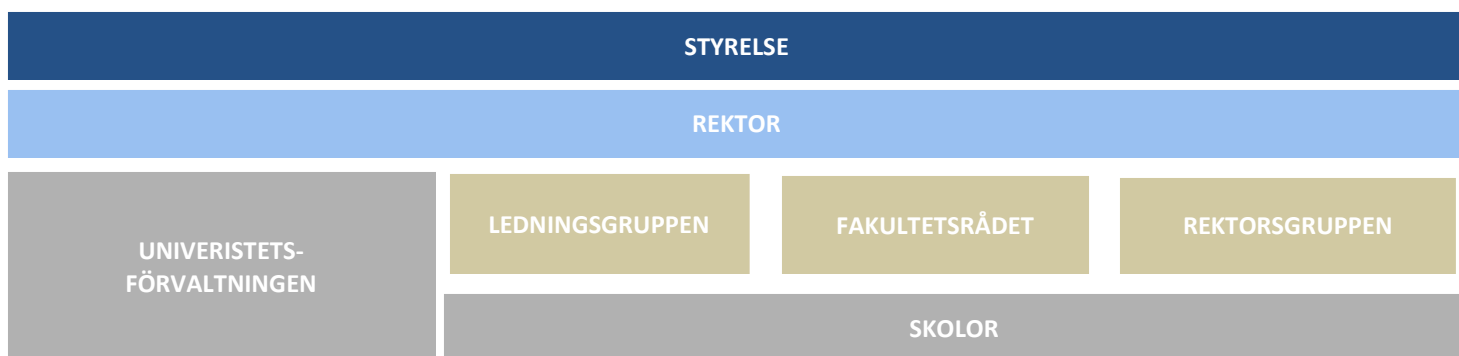 STYRELSE
REKTOR
UNIVERISTETS-
FÖRVALTNINGEN
LEDNINGSGRUPPEN
FAKULTETSRÅDET
REKTORSGRUPPEN
SKOLOR